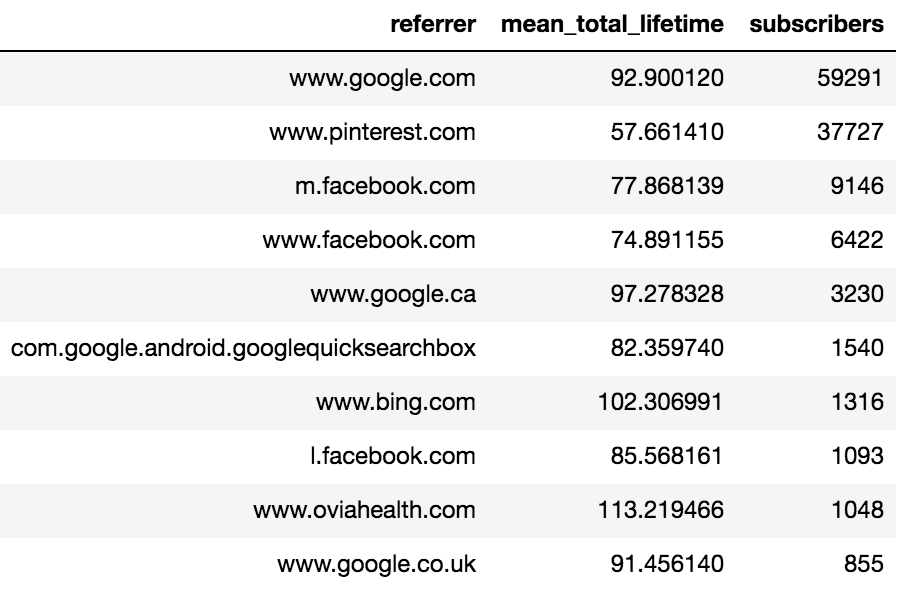 referrer mean_total_lifetime subscribers
www.google.com 92.900120 59291
www.pinterest.com 57.661410 37727
m.facebook.com 77.868139 9146
www.facebook.com 74.891155 6422
www.google.ca 97.278328 3230
com.google.android.googlequicksearchbox 82.359740 1540
www.bing.com 102.306991 1316
l.facebook.com 85.568161 1093
www.oviahealth.com 113.219466 1048
www.google.co.uk 91.456140 855